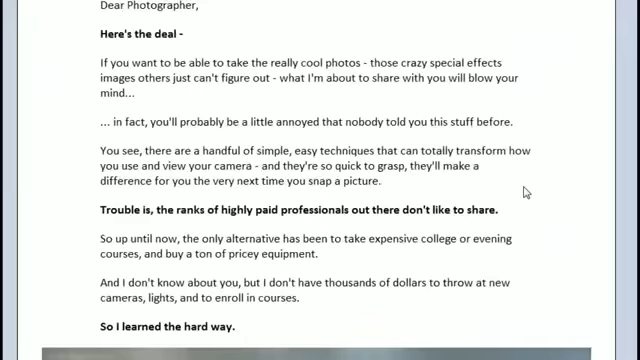 Dear Photographer,
Here's the deal -
If you want to be able to take the really cool photos - those crazy special effects
images others just can't figure out - what I'm about to share with you will blow your
mind...
... in fact, you'll probably be a little annoyed that nobody told you this stuff before.
You see, there are a handful of simple, easy techniques that can totally transform how
you use and view your camera - and they're so quick to grasp, they'll make a
difference for you the very next time you snap a picture.
Trouble is, the ranks of highly paid professionals out there don't like to share.
So up until now, the only alternative has been to take expensive college or evening
courses, and buy a ton of pricey equipment.
And I don't know about you, but I don't have thousands of dollars to throw at new
cameras, lights, and to enroll in courses.
So I learned the hard way.